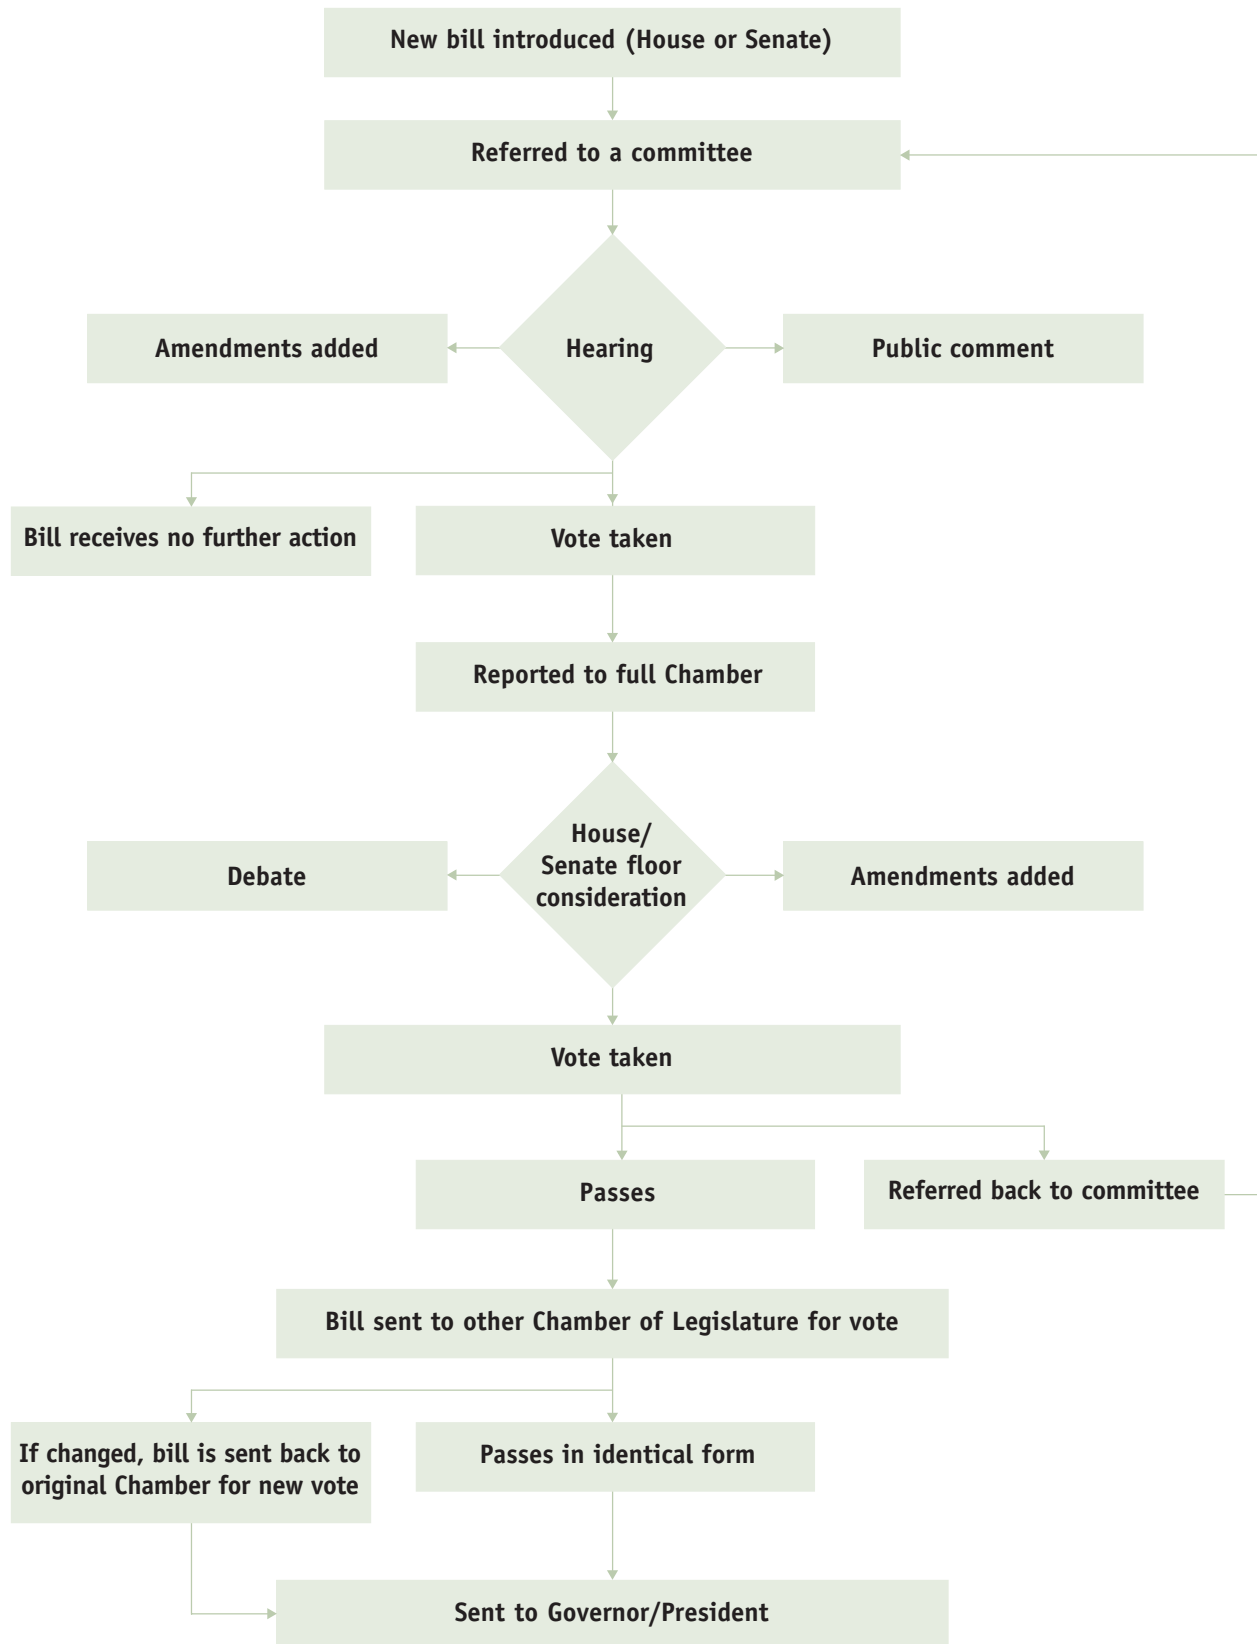 New bill introduced (House or Senate)
Referred to a committee
Amendments added
Hearing
Public comment
Bill receives no further action
Vote taken
Reported to full Chamber
Debate
House/
Senate floor
consideration
Amendments added
Vote taken
Passes
Referred back to committee
Bill sent to other Chamber of Legislature for vote
If changed, bill is sent back to
original Chamber for new vote
Passes in identical form
Sent to Governor/President